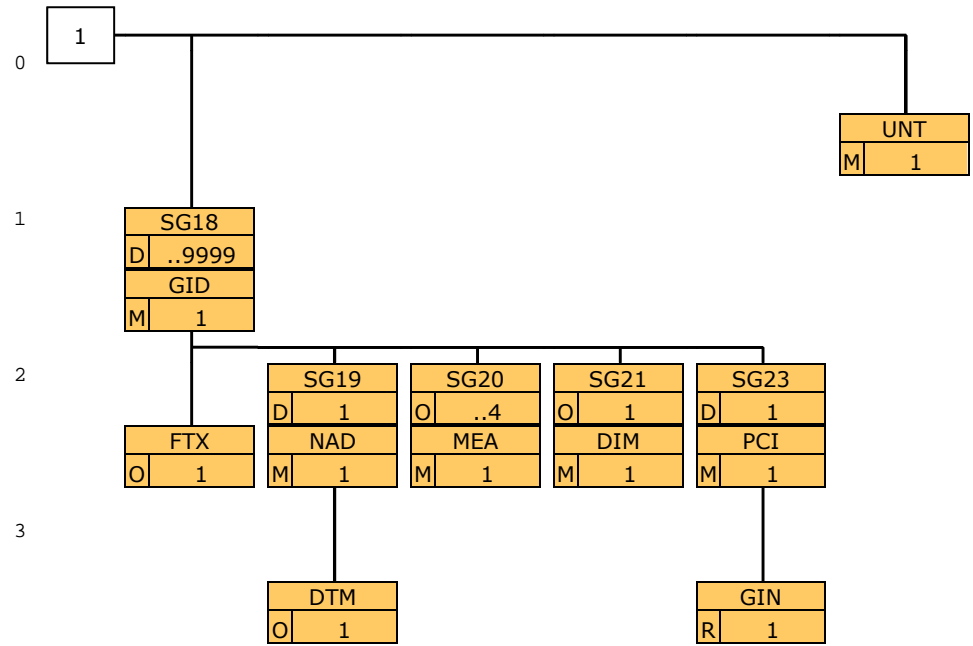 1
0
UNT
M 1
1
SG18
D ..9999
GID
M 1
2
SG19
D 1
NAD
M 1
SG20
O ..4
MEA
M 1
SG21
O 1
DIM
M 1
SG23
D 1
PCI
M 1
FTX
O 1
3
DTM
O 1
GIN
R 1